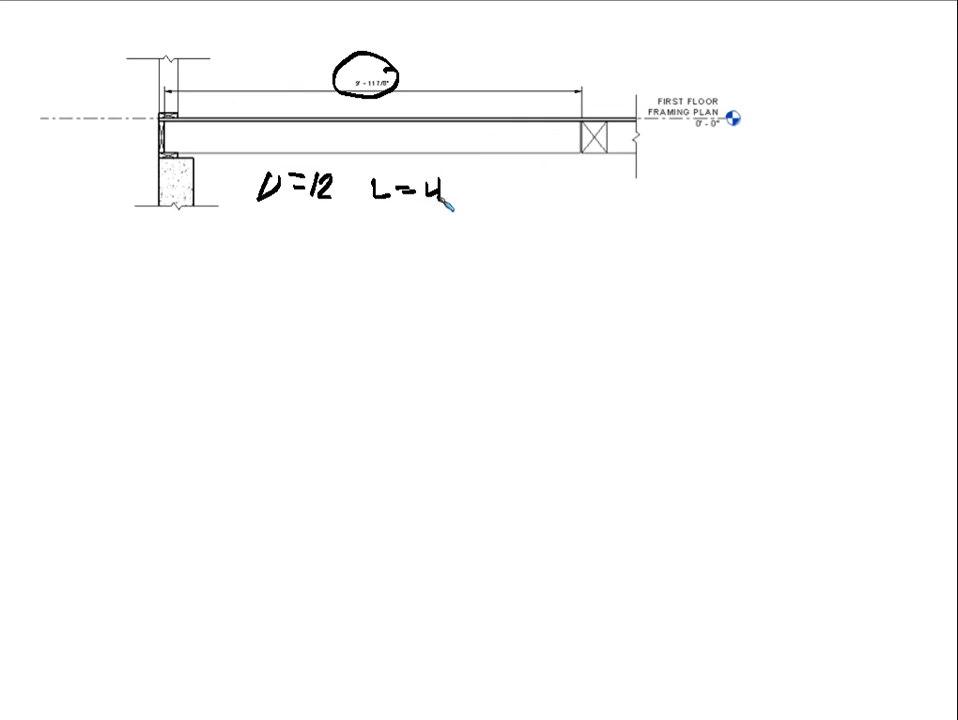 9' - 11 7/8"
FIRST FLOOR
FRAMING PLAN
0' - 0"
D=12 L=4